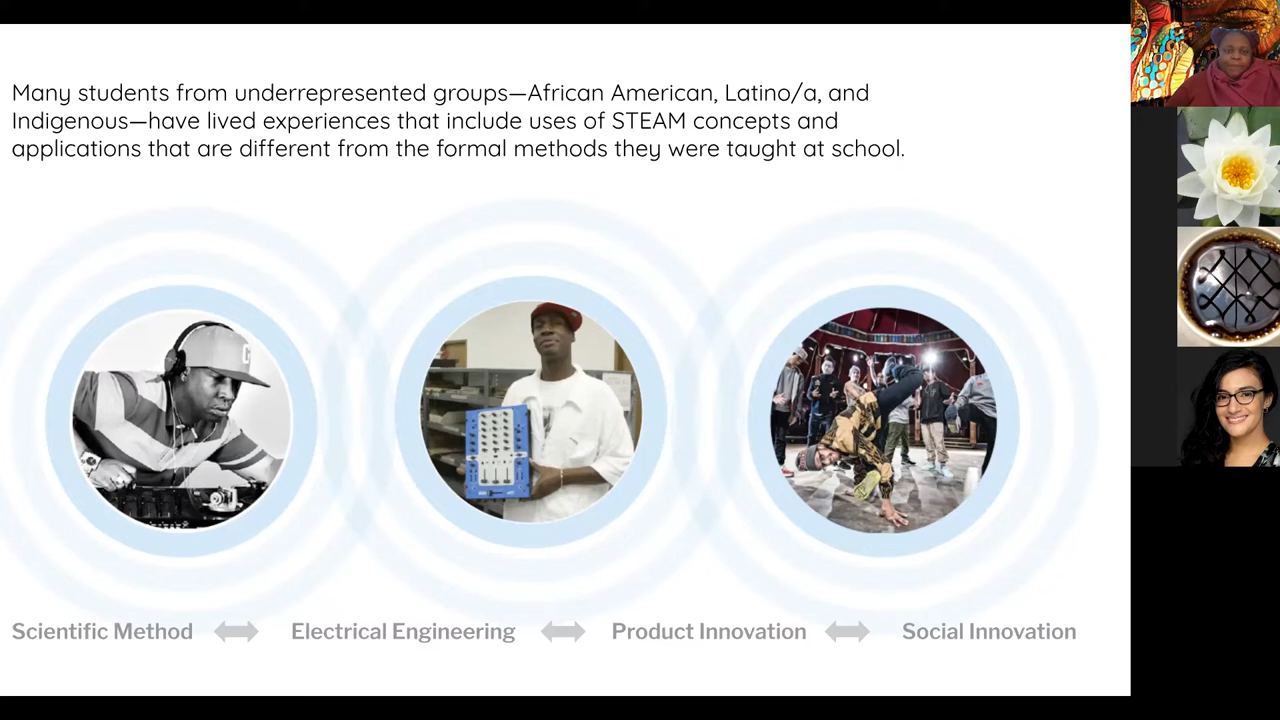 Many students from underrepresented groups—African American, Latino/a, and
Indigenous—have lived experiences that include uses of STEAM concepts and
applications that are different from the formal methods they were taught at school.
Scientific Method
Electrical Engineering
Product Innovation
Social Innovation